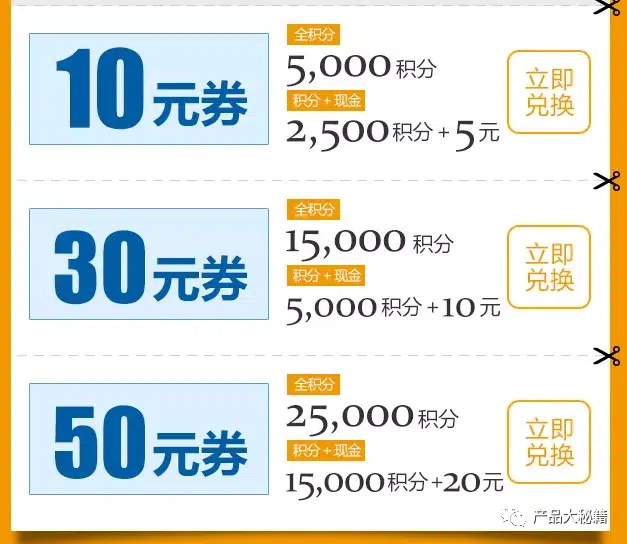 10元券
全积分
5,000积分
积分+现金
2,500积分+5元
立即
兑换
30元券
全积分
15,000积分
积分+现金
5,000积分+10元
立即
兑换
50元券
全积分
25,000积分
积分+现金
15,000积分+20元
立即
兑换
产品大秘籍